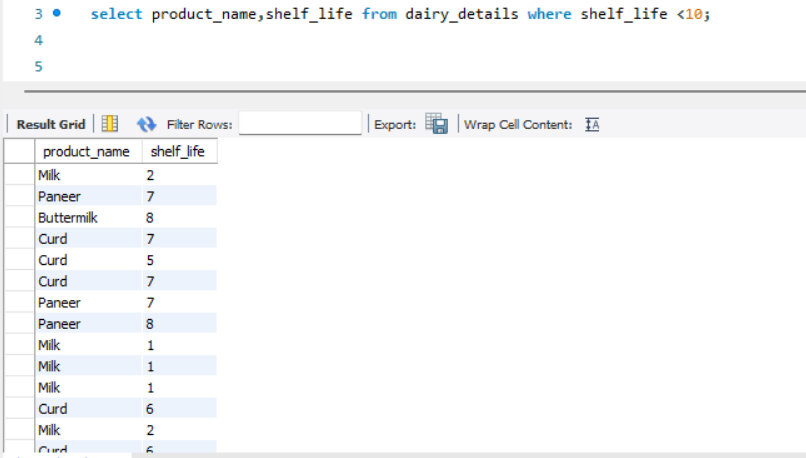 3 select product_name,shelf_life from dairy_details where shelf_life <10;
4
5
Result Grid Filter Rows: Export: Wrap Cell Content: IA
product_name shelf_life
Milk 2
Paneer 7
Buttermilk 8
Curd 7
Curd 5
Curd 7
Paneer 7
Paneer 8
Milk 1
Milk 1
Milk 1
Curd 6
Milk 2
Curd 6